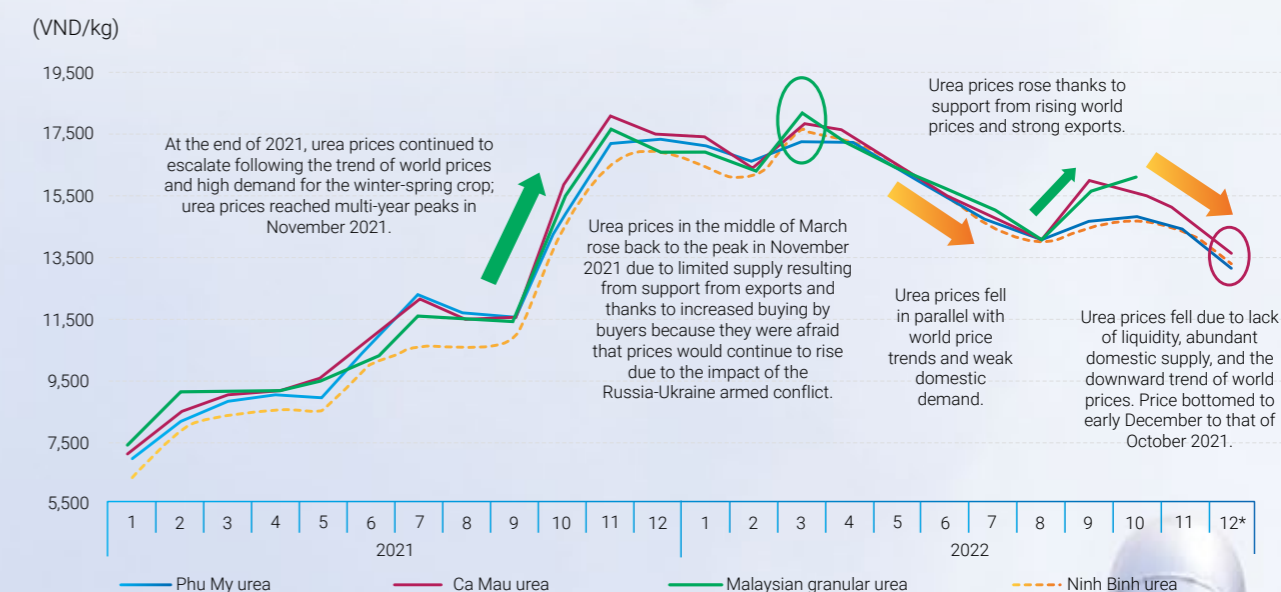 (VND/kg)
19,500
17,500
15,500
13,500
11,500
9,500
7,500
5,500
At the end of 2021, urea prices continued to
escalate following the trend of world prices
and high demand for the winter-spring crop;
urea prices reached multi-year peaks in
November 2021.
Urea prices in the middle of March
rose back to the peak in November
2021 due to limited supply resulting
from support from exports and
thanks to increased buying by
buyers because they were afraid
that prices would continue to rise
due to the impact of the
Russia-Ukraine armed conflict.
Urea prices fell
in parallel with
world price
trends and weak
domestic
demand.
Urea prices rose thanks to
support from rising world
prices and strong exports.
Urea prices fell due to lack
of liquidity, abundant
domestic supply, and the
downward trend of world
prices. Price bottomed to
early December to that of
October 2021.
1 2 3 4 5 6 7 8 9 10 11 12 1 2 3 4 5 6 7 8 9 10 11 12*
2021 2022
Phu My urea Ca Mau urea Malaysian granular urea Ninh Binh urea